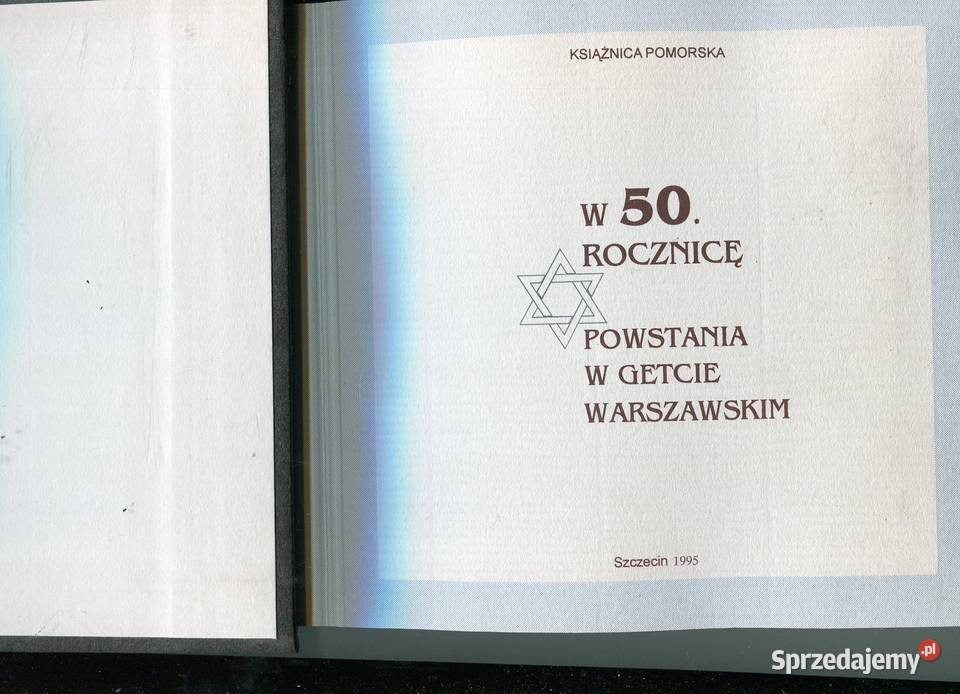 KSIĄŻNICA POMORSKA
W 50.
ROCZNICĘ
POWSTANIA
W GETCIE
WARSZAWSKIM
Szczecin 1995
Sprzedajemy.pl